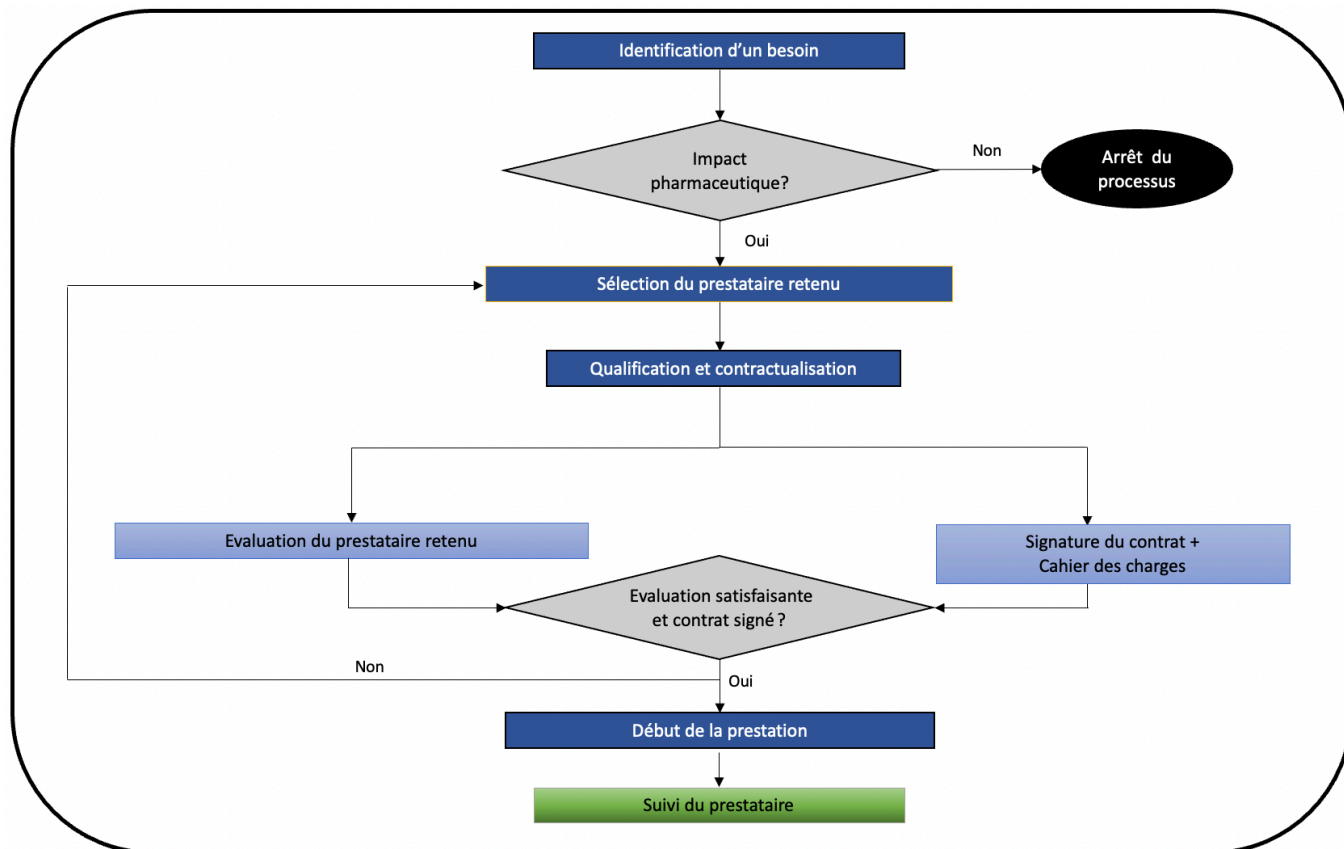 Identification d'un besoin
Impact
pharmaceutique?
Non
Arrêt du
processus
Oui
Sélection du prestataire retenu
Qualification et contractualisation
Evaluation du prestataire retenu
Signature du contrat +
Cahier des charges
Evaluation satisfaisante
et contrat signé ?
Non
Oui
Début de la prestation
Suivi du prestataire